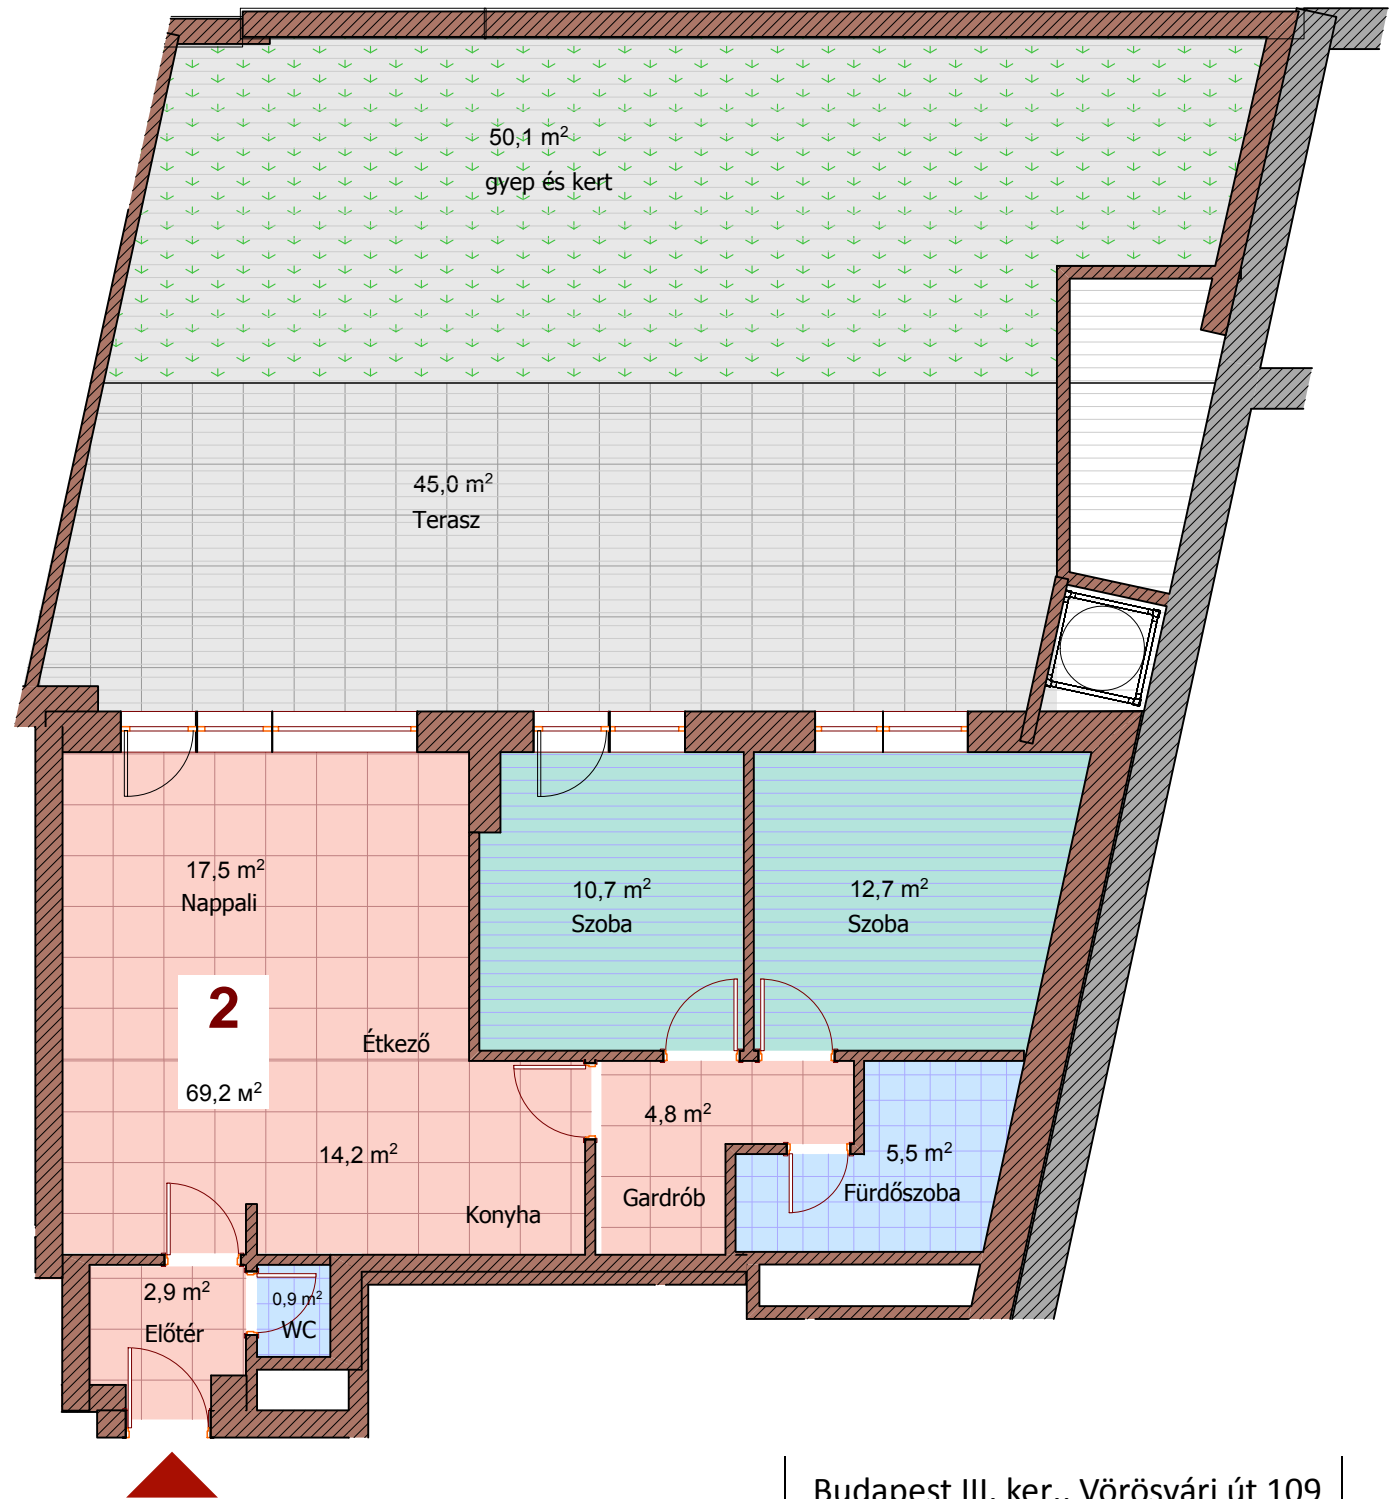 50,1 m²
gyep és kert
45,0 m²
Terasz
17,5 m²
Nappali
10,7 m²
Szoba
12,7 m²
Szoba
2
69,2 м²
Étkező
14,2 m²
Konyha
4,8 m²
Gardrób
5,5 m²
Fürdőszoba
2,9 m²
Előtér
0,9 m²
WC
Budapest III. ker., Vörösvári út 109